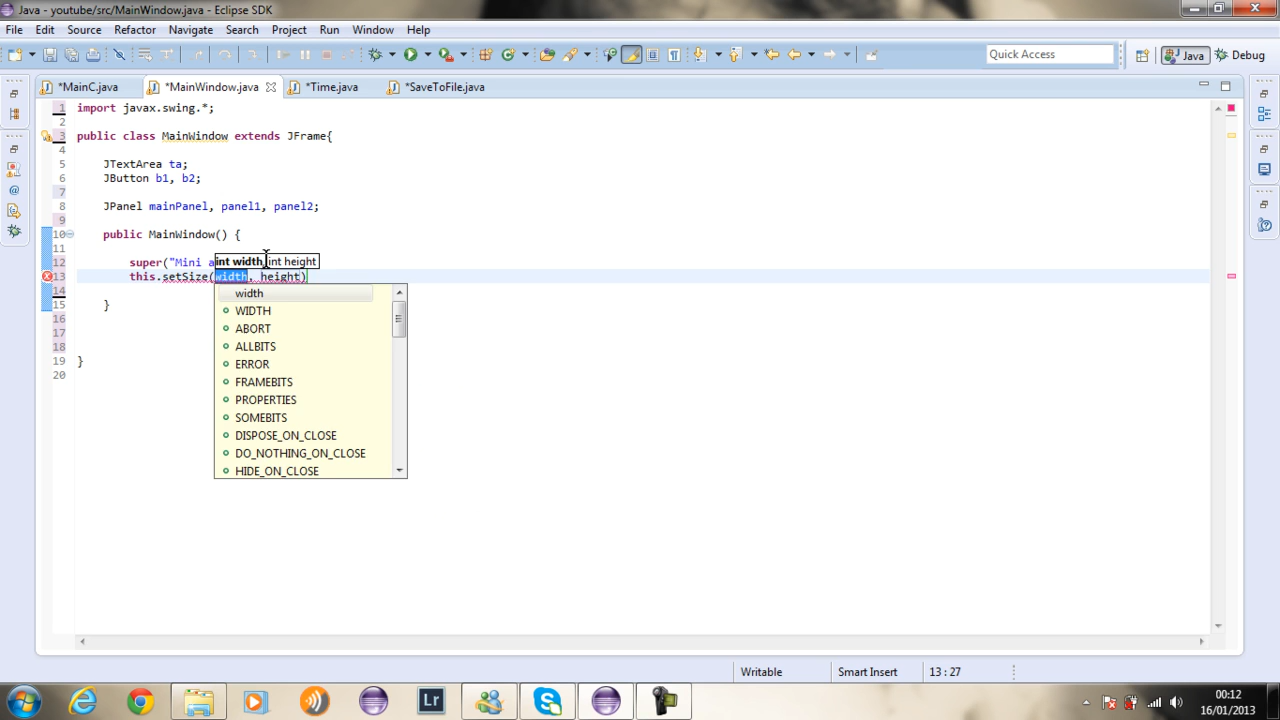 Java - youtube/src/MainWindow.java - Eclipse SDK
File Edit Source Refactor Navigate Search Project Run Window Help
Quick Access Java Debug
*MainC.java *MainWindow.java *Time.java *SaveToFile.java
1 import javax.swing.*;
2
3 public class MainWindow extends JFrame{
4
5 JTextArea ta;
6 JButton b1, b2;
7
8 JPanel mainPanel, panel1, panel2;
9
10 public MainWindow() {
11
12 super("Mini a int width, int height
13 this.setSize(width, height)
14
15 }
16
17
18
19 }
20
width
WIDTH
ABORT
ALLBITS
ERROR
FRAMEBITS
PROPERTIES
SOMEBITS
DISPOSE_ON_CLOSE
DO_NOTHING_ON_CLOSE
HIDE_ON_CLOSE
Writable Smart Insert 13 : 27
Lr
00:12
16/01/2013